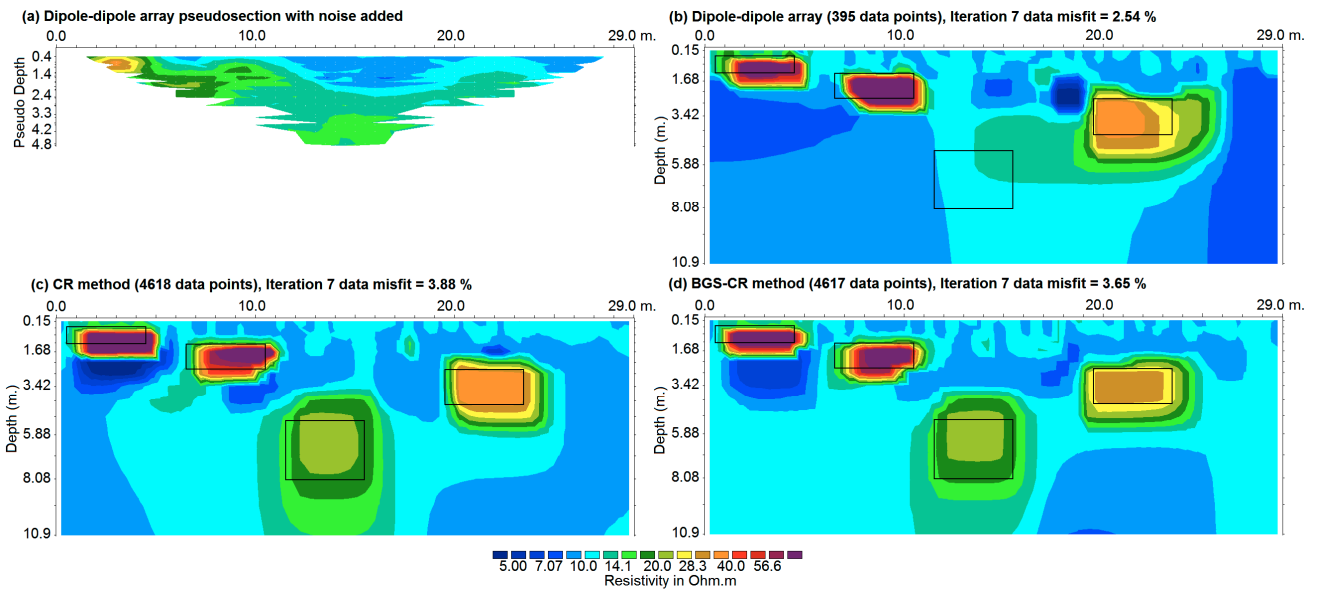 (a) Dipole-dipole array pseudosection with noise added
0.0 10.0 20.0 29.0 m.
Pseudo Depth
0.4
1.4
2.4
3.3
4.2
4.8
(b) Dipole-dipole array (395 data points), Iteration 7 data misfit = 2.54 %
0.0 10.0 20.0 29.0 m.
Depth (m.)
0.15
1.68
3.42
5.88
8.08
10.9
(c) CR method (4618 data points), Iteration 7 data misfit = 3.88 %
0.0 10.0 20.0 29.0 m.
Depth (m.)
0.15
1.68
3.42
5.88
8.08
10.9
(d) BGS-CR method (4617 data points), Iteration 7 data misfit = 3.65 %
0.0 10.0 20.0 29.0 m.
Depth (m.)
0.15
1.68
3.42
5.88
8.08
10.9
5.00 7.07 10.0 14.1 20.0 28.3 40.0 56.6
Resistivity in Ohm.m